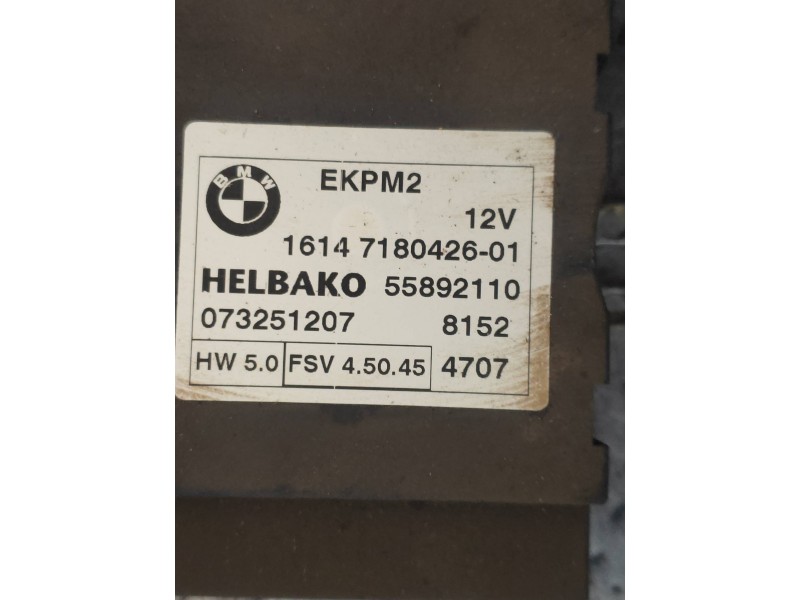 BMW
EKPM2
12V
1614 7180426-01
HELBAKO 55892110
073251207 8152
HW 5.0 FSV 4.50.45 4707